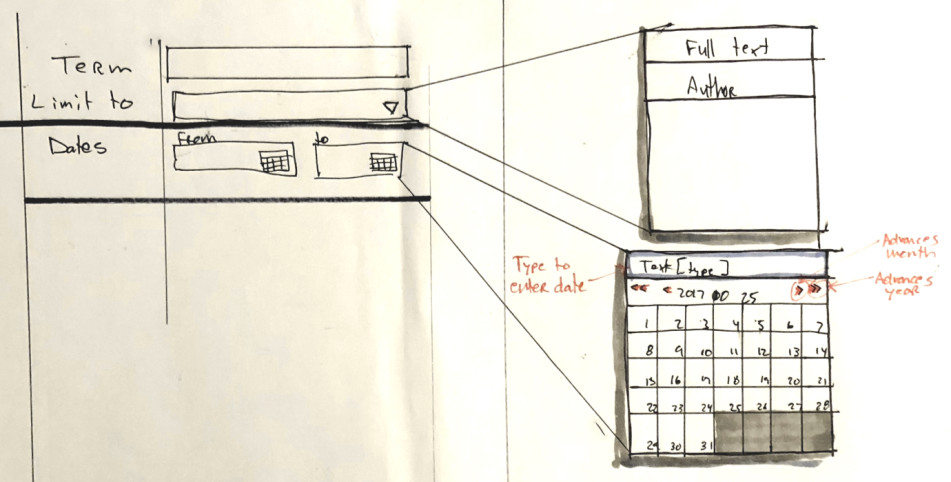 Term
Limit to
Dates
From
to
Full text
Author
Type to
enter date
Text [type]
Advances
month
Advances
year
« < 2017 10 25 > »
1 2 3 4 5 6 7
8 9 10 11 12 13 14
15 16 17 18 19 20 21
22 23 24 25 26 27 28
29 30 31